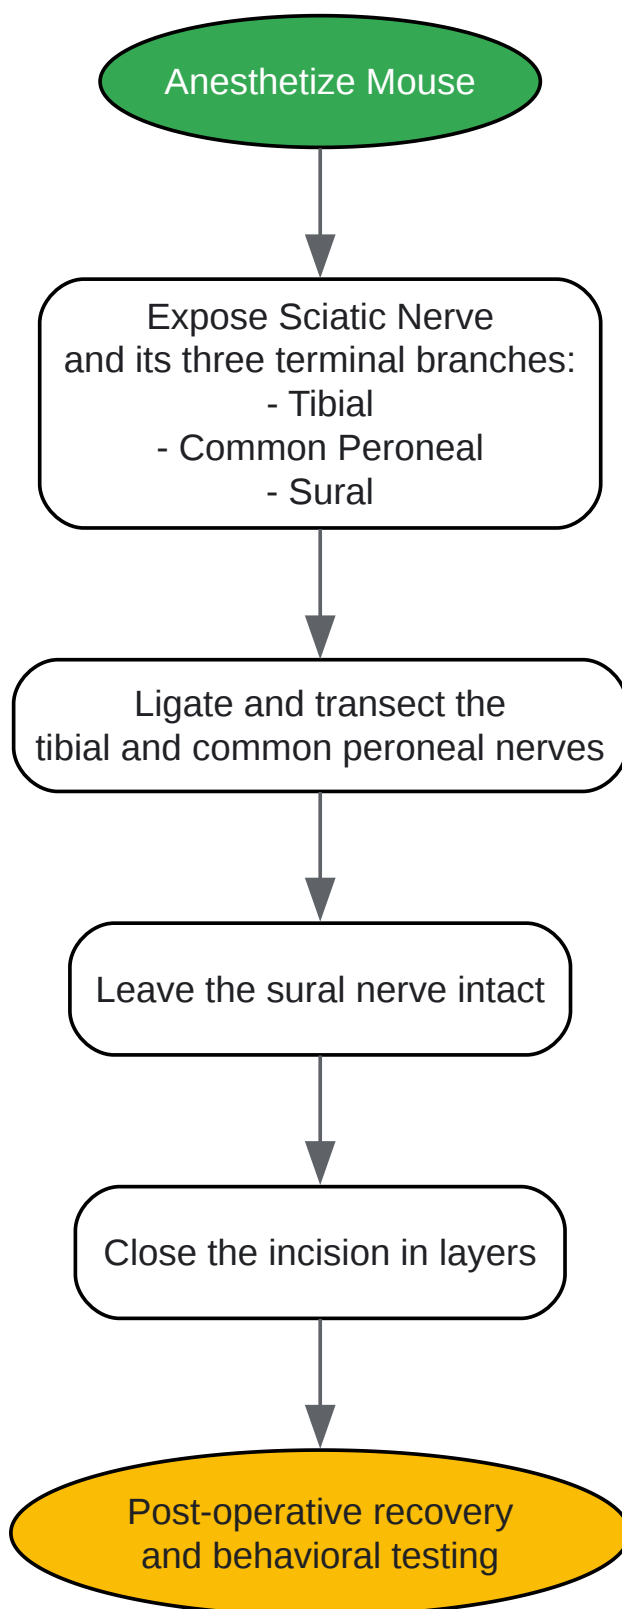 Anesthetize Mouse
Expose Sciatic Nerve
and its three terminal branches:
- Tibial
- Common Peroneal
- Sural
Ligate and transect the
tibial and common peroneal nerves
Leave the sural nerve intact
Close the incision in layers
Post-operative recovery
and behavioral testing